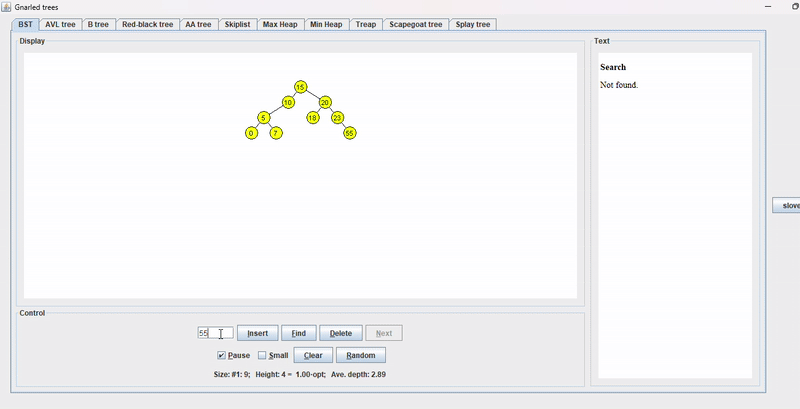 Gnarled trees
BST AVL tree B tree Red-black tree AA tree Skiplist Max Heap Min Heap Treap Scapegoat tree Splay tree
Display
Text
15
10 20
5 18 23
0 7 55
Search
Not found.
slove
Control
55 Insert Find Delete Next
Pause Small Clear Random
Size: #1: 9; Height: 4 = 1.00-opt; Ave. depth: 2.89